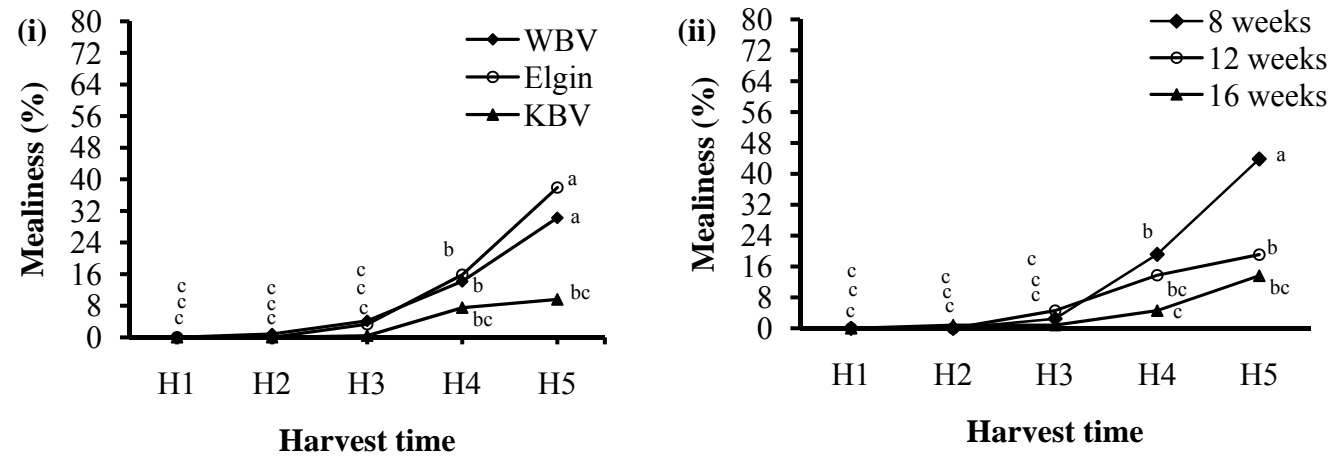 (i)
80
72
64
56
48
40
32
24
16
8
0
Mealiness (%)
WBV
Elgin
KBV
c
c
c
c
c
c
c
c
c
b
b
bc
a
a
bc
H1 H2 H3 H4 H5
Harvest time
(ii)
80
72
64
56
48
40
32
24
16
8
0
Mealiness (%)
8 weeks
12 weeks
16 weeks
c
c
c
c
c
c
c
c
c
b
bc
c
a
b
bc
H1 H2 H3 H4 H5
Harvest time